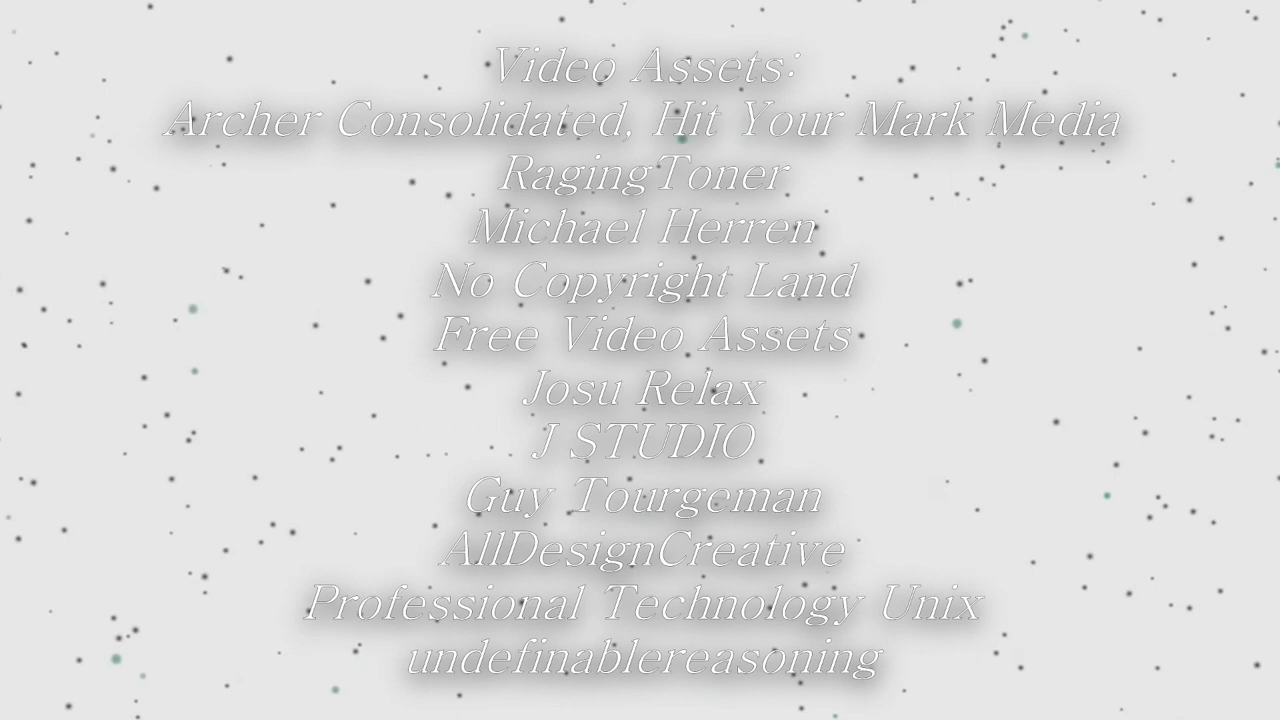 Video Assets:
Archer Consolidated, Hit Your Mark Media
RagingToner
Michael Herren
No Copyright Land
Free Video Assets
Josu Relax
J STUDIO
Guy Tourgeman
AllDesignCreative
Professional Technology Unix
undefinablereasoning